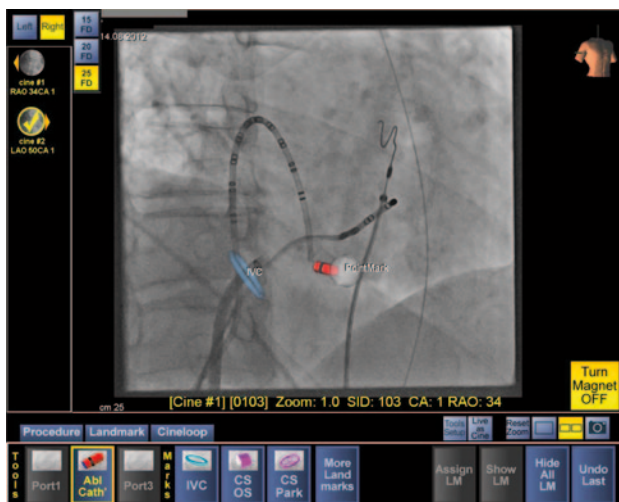 Left Right
15
FD
20
FD
25
FD
14.08.2012
cine #1
RAO 34CA 1
cine #2
LAO 50CA 1
IVC
PointMark
[Cine #1] [0103] Zoom: 1.0 SID: 103 CA: 1 RAO: 34
cm 25
Turn
Magnet
OFF
Procedure Landmark Cineloop
Tools
Setup
Live
as
Cine
Reset
Zoom
Tools
Port1
Abl
Cath'
Port3
Marks
IVC
CS
OS
CS
Park
More
Land
marks
Assign
LM
Show
LM
Hide
All
LM
Undo
Last